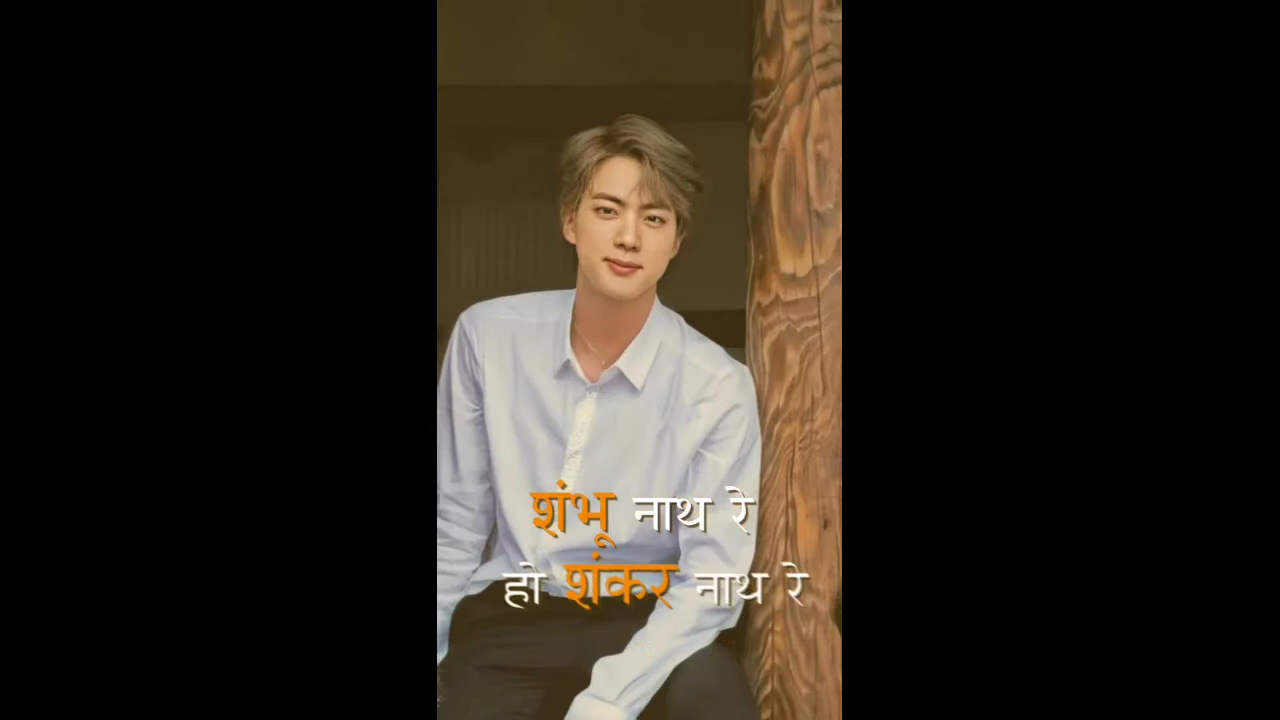 शंभू नाथ रे
हो शंकर नाथ रे